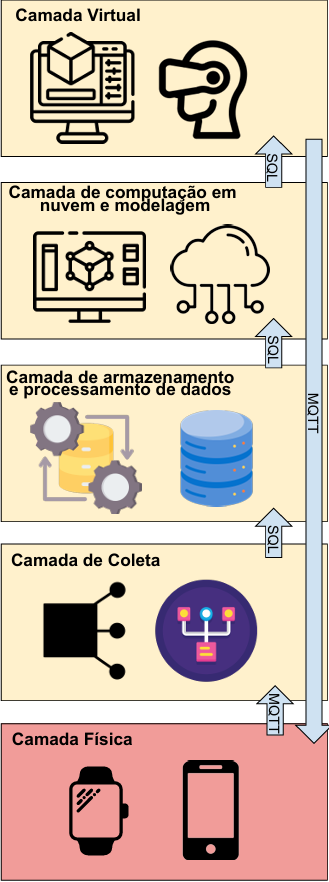 Camada Virtual
SQL
Camada de computação em
nuvem e modelagem
SQL
Camada de armazenamento
e processamento de dados
MQTT
SQL
Camada de Coleta
MQTT
Camada Física